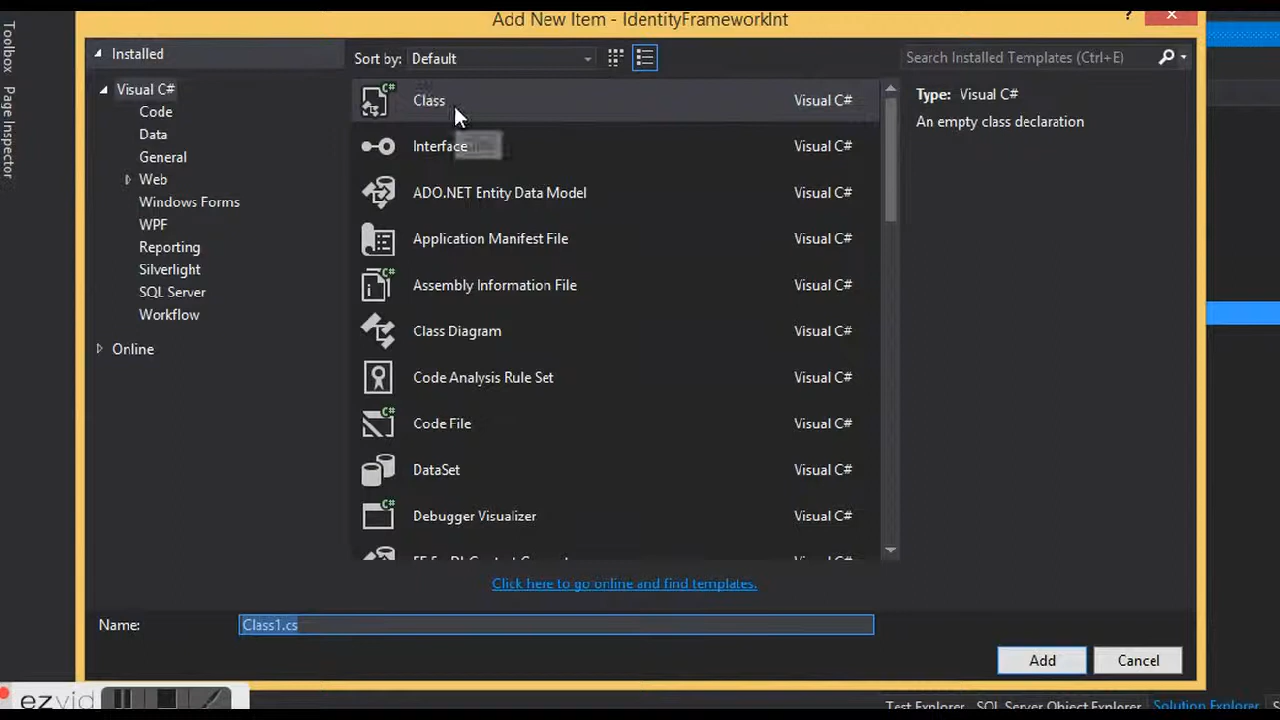 Add New Item - IdentityFrameworkInt
?
Toolbox
Page Inspector
Installed
Visual C#
Code
Data
General
Web
Windows Forms
WPF
Reporting
Silverlight
SQL Server
Workflow
Online
Sort by: Default
Search Installed Templates (Ctrl+E)
Class Visual C#
Interface Visual C#
ADO.NET Entity Data Model Visual C#
Application Manifest File Visual C#
Assembly Information File Visual C#
Class Diagram Visual C#
Code Analysis Rule Set Visual C#
Code File Visual C#
DataSet Visual C#
Debugger Visualizer Visual C#
Type: Visual C#
An empty class declaration
Click here to go online and find templates.
Name: Class1.cs
Add Cancel
ezvid
Test Explorer SQL Server Object Explorer Solution Explorer